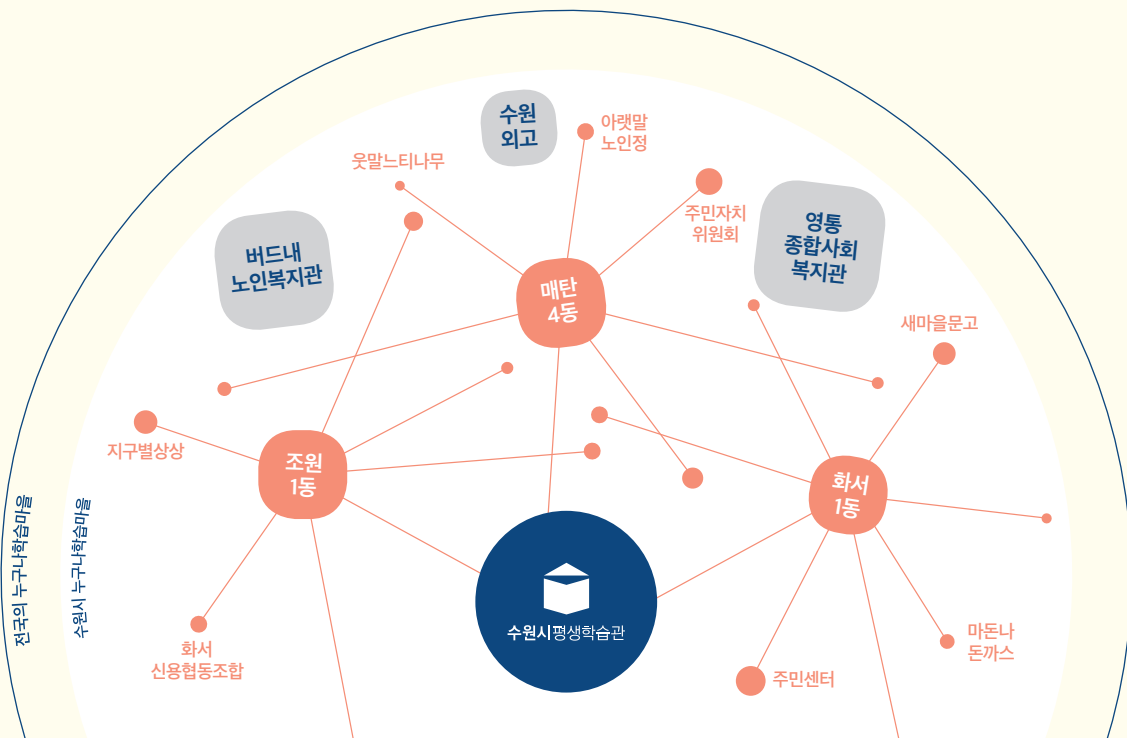 수원
외고
아랫말
노인정
웃말느티나무
주민자치
위원회
버드내
노인복지관
영통
종합사회
복지관
매탄
4동
새마을문고
지구별상상
조원
1동
화서
1동
전국의 누구나학습마을
수원시 누구나학습마을
수원시평생학습관
화서
신용협동조합
마돈나
돈까스
주민센터